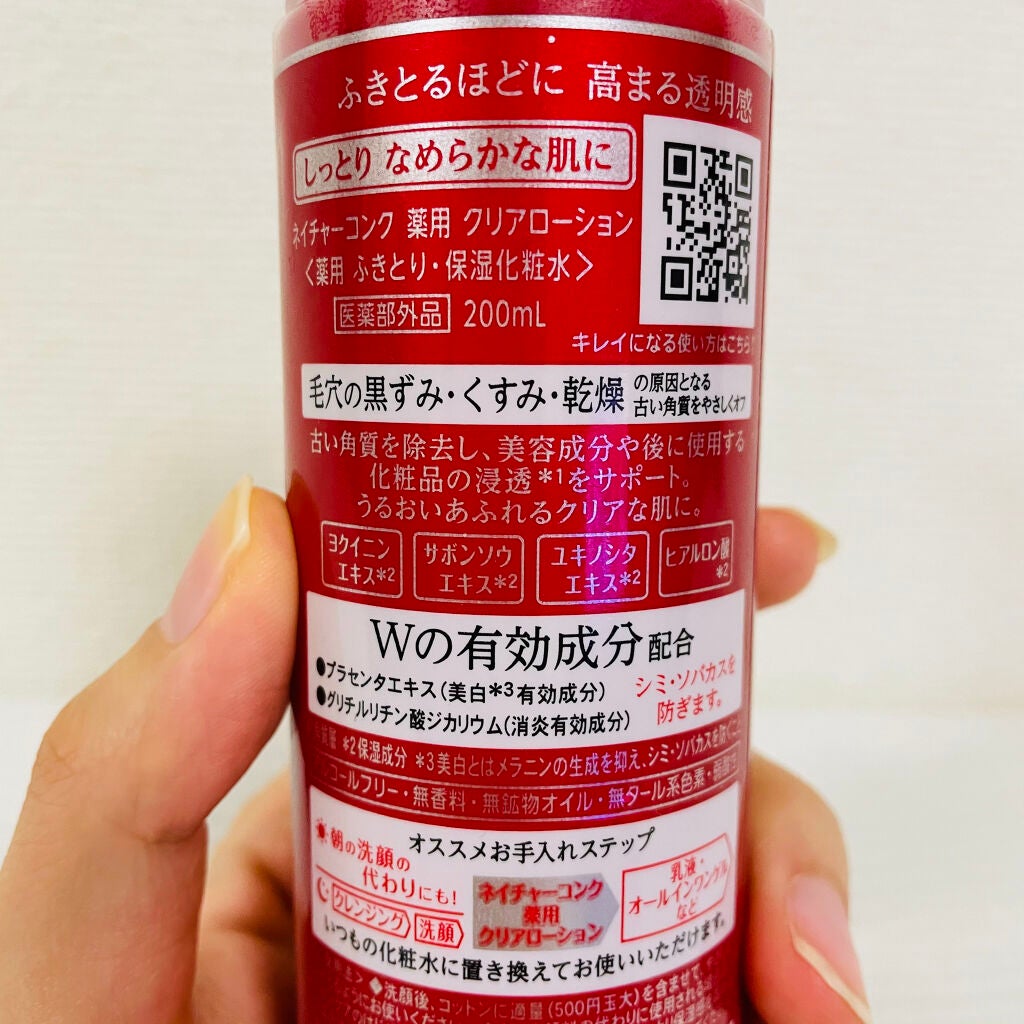 ふきとるほどに 高まる透明感
しっとり なめらかな肌に
ネイチャーコンク 薬用 クリアローション
〈薬用 ふきとり・保湿化粧水〉
医薬部外品 200mL
キレイになる使い方はこちら
毛穴の黒ずみ・くすみ・乾燥 の原因となる
古い角質をやさしくオフ
古い角質を除去し、美容成分や後に使用する
化粧品の浸透*1をサポート。
うるおいあふれるクリアな肌に。
ヨクイニン
エキス*2
サボンソウ
エキス*2
ユキノシタ
エキス*2
ヒアルロン酸
*2
Wの有効成分 配合
●プラセンタエキス(美白*3有効成分)
●グリチルリチン酸ジカリウム(消炎有効成分)
シミ・ソバカスを
防ぎます。
*2保湿成分 *3美白とはメラニンの生成を抑え、シミ・ソバカスを防ぐこと
コールフリー・無香料・無鉱物オイル・無タール系色素・弱酸性
オススメお手入れステップ
朝の洗顔の
代わりにも!
クレンジング 洗顔
ネイチャーコンク
薬用
クリアローション
乳液・
オールインワンゲル
など
いつもの化粧水に置き換えてお使いいただけます。
◆洗顔後、コットンに適量(500円玉大)を含ませて、